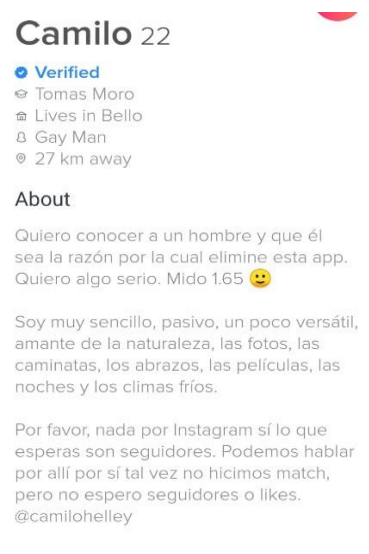 Camilo 22
Verified
Tomas Moro
Lives in Bello
Gay Man
27 km away
About
Quiero conocer a un hombre y que él
sea la razón por la cual elimine esta app.
Quiero algo serio. Mido 1.65 🙂
Soy muy sencillo, pasivo, un poco versátil,
amante de la naturaleza, las fotos, las
caminatas, los abrazos, las películas, las
noches y los climas fríos.
Por favor, nada por Instagram sí lo que
esperas son seguidores. Podemos hablar
por allí por sí tal vez no hicimos match,
pero no espero seguidores o likes.
@camilohelley